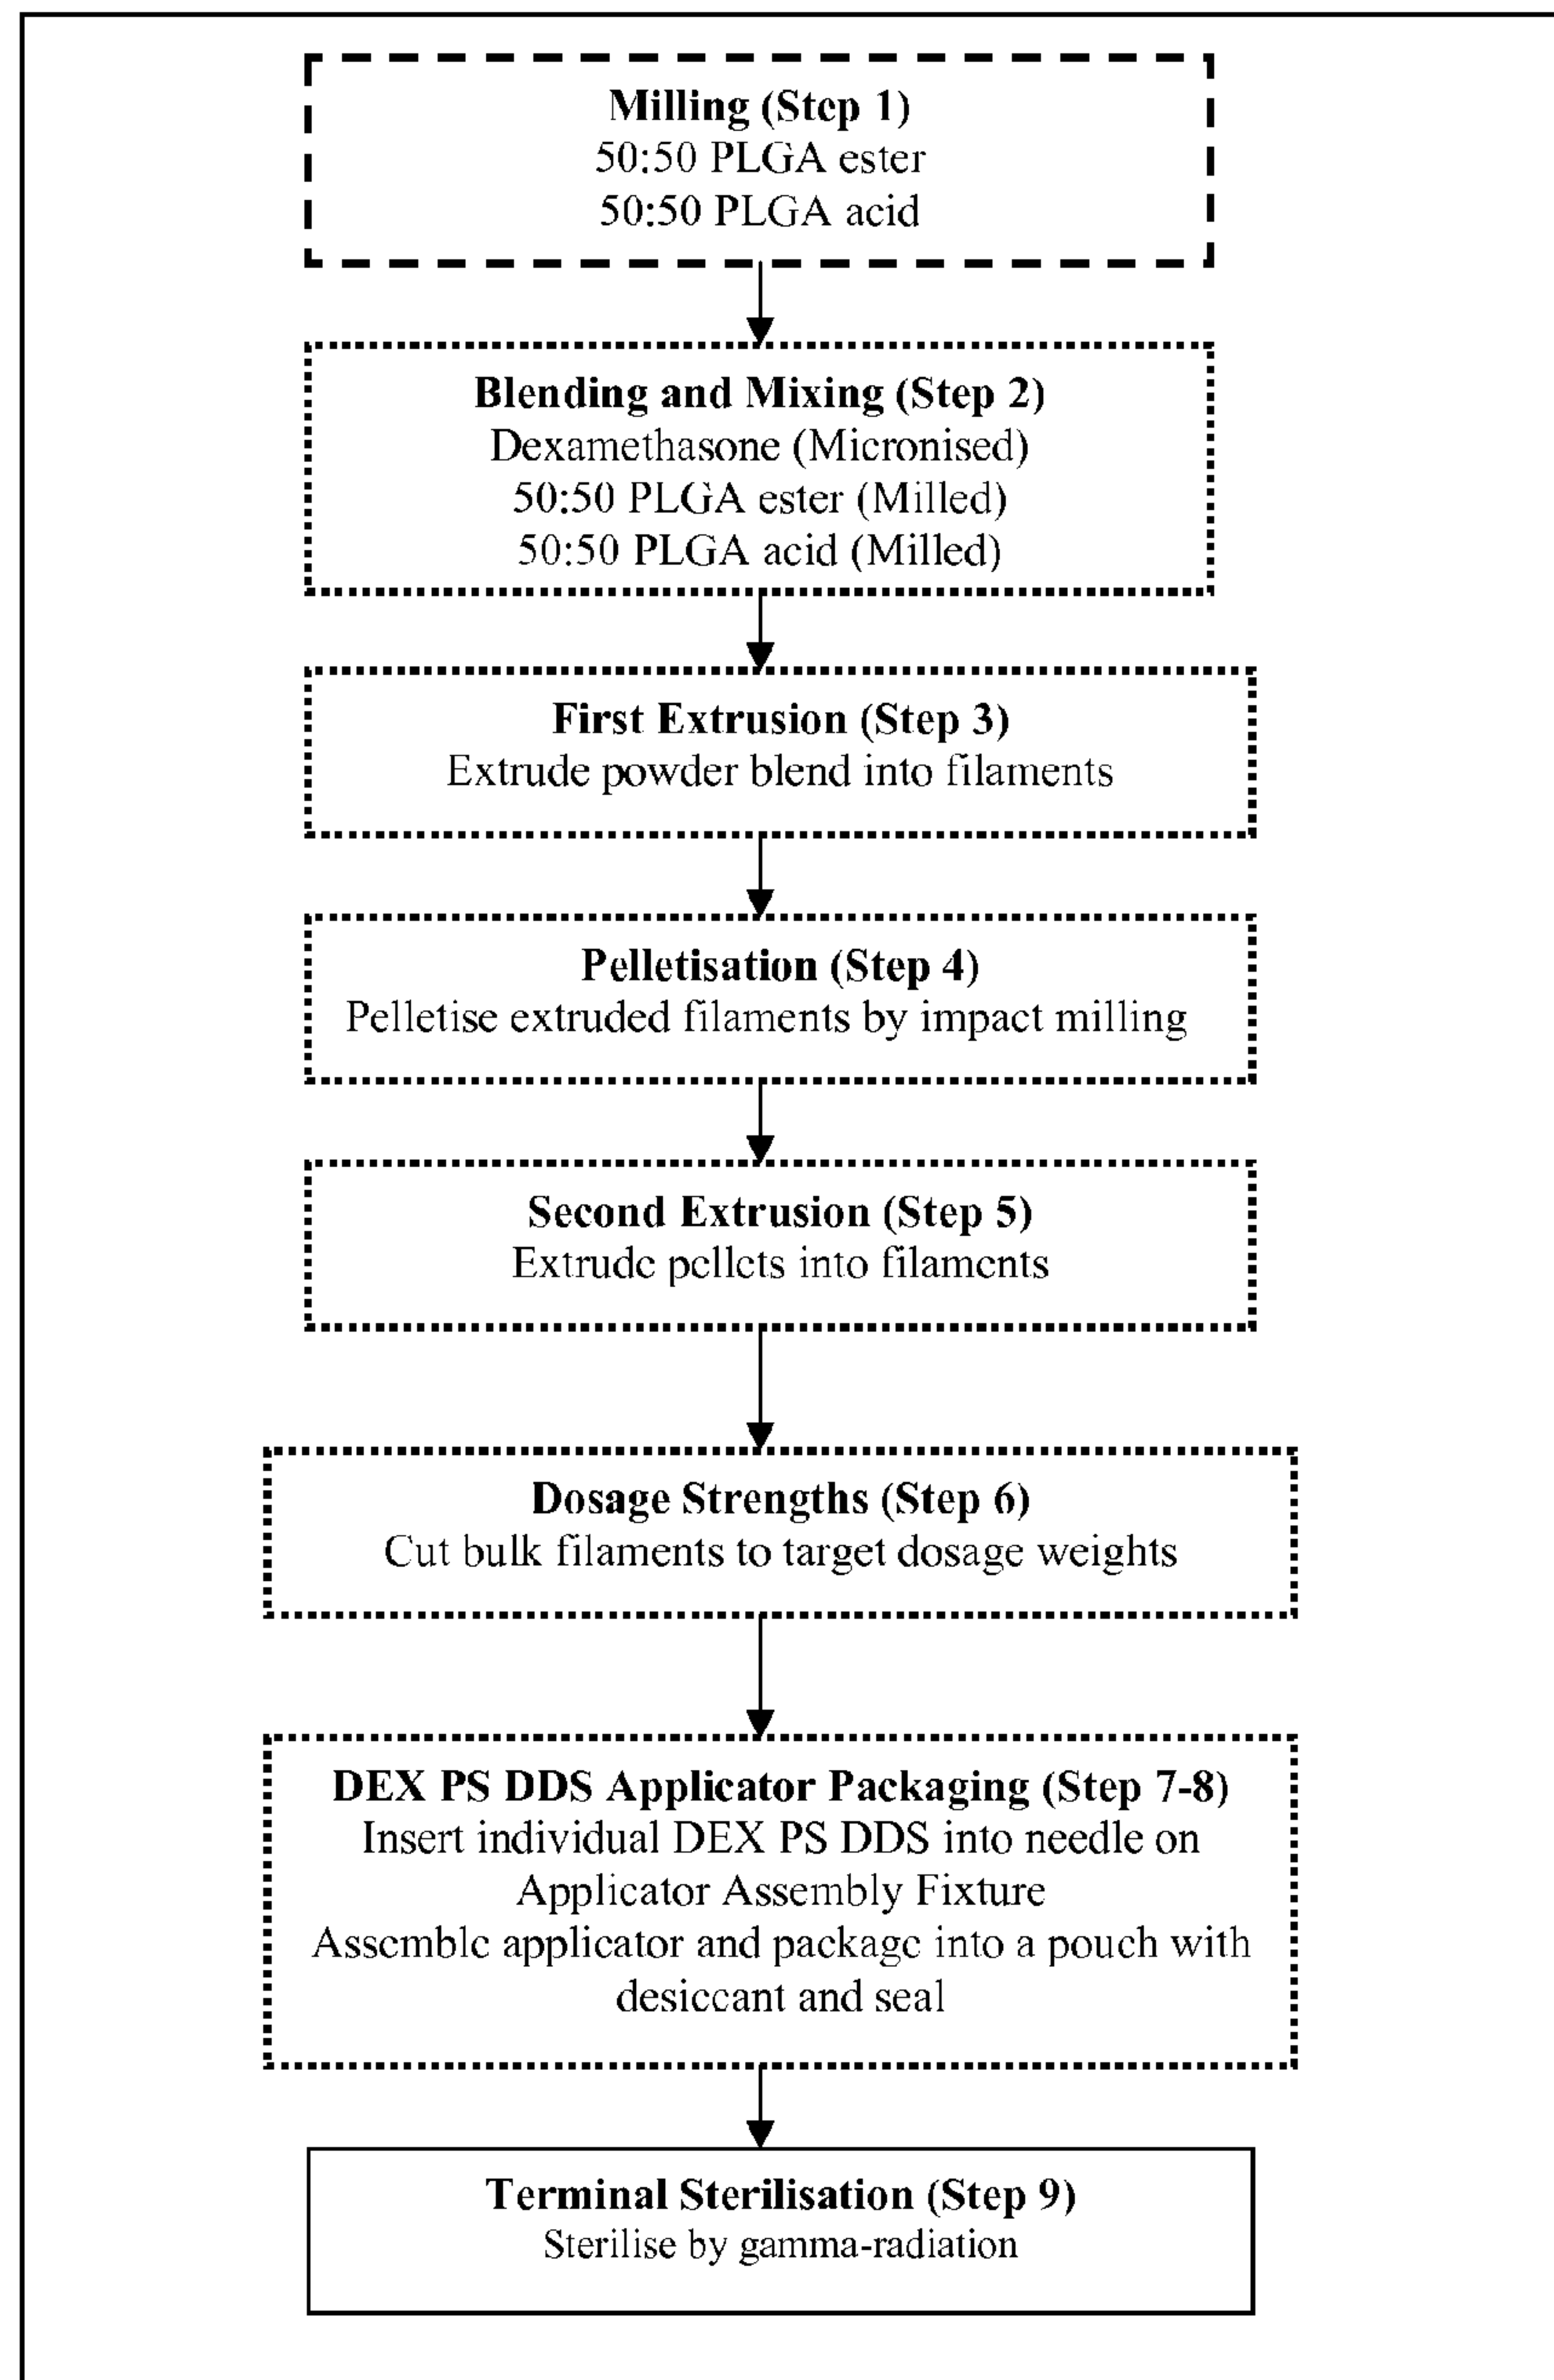 Milling (Step 1)
50:50 PLGA ester
50:50 PLGA acid
Blending and Mixing (Step 2)
Dexamethasone (Micronised)
50:50 PLGA ester (Milled)
50:50 PLGA acid (Milled)
First Extrusion (Step 3)
Extrude powder blend into filaments
Pelletisation (Step 4)
Pelletise extruded filaments by impact milling
Second Extrusion (Step 5)
Extrude pellets into filaments
Dosage Strengths (Step 6)
Cut bulk filaments to target dosage weights
DEX PS DDS Applicator Packaging (Step 7-8)
Insert individual DEX PS DDS into needle on
Applicator Assembly Fixture
Assemble applicator and package into a pouch with
desiccant and seal
Terminal Sterilisation (Step 9)
Sterilise by gamma-radiation